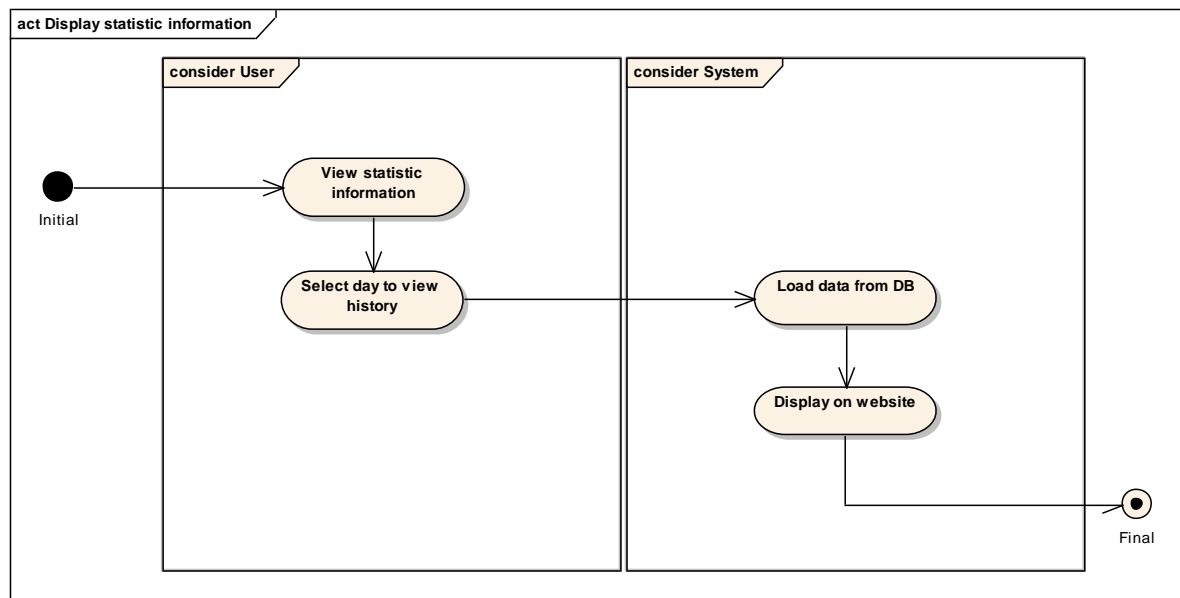 act Display statistic information
consider User
consider System
View statistic
information
Initial
Select day to view
history
Load data from DB
Display on website
Final